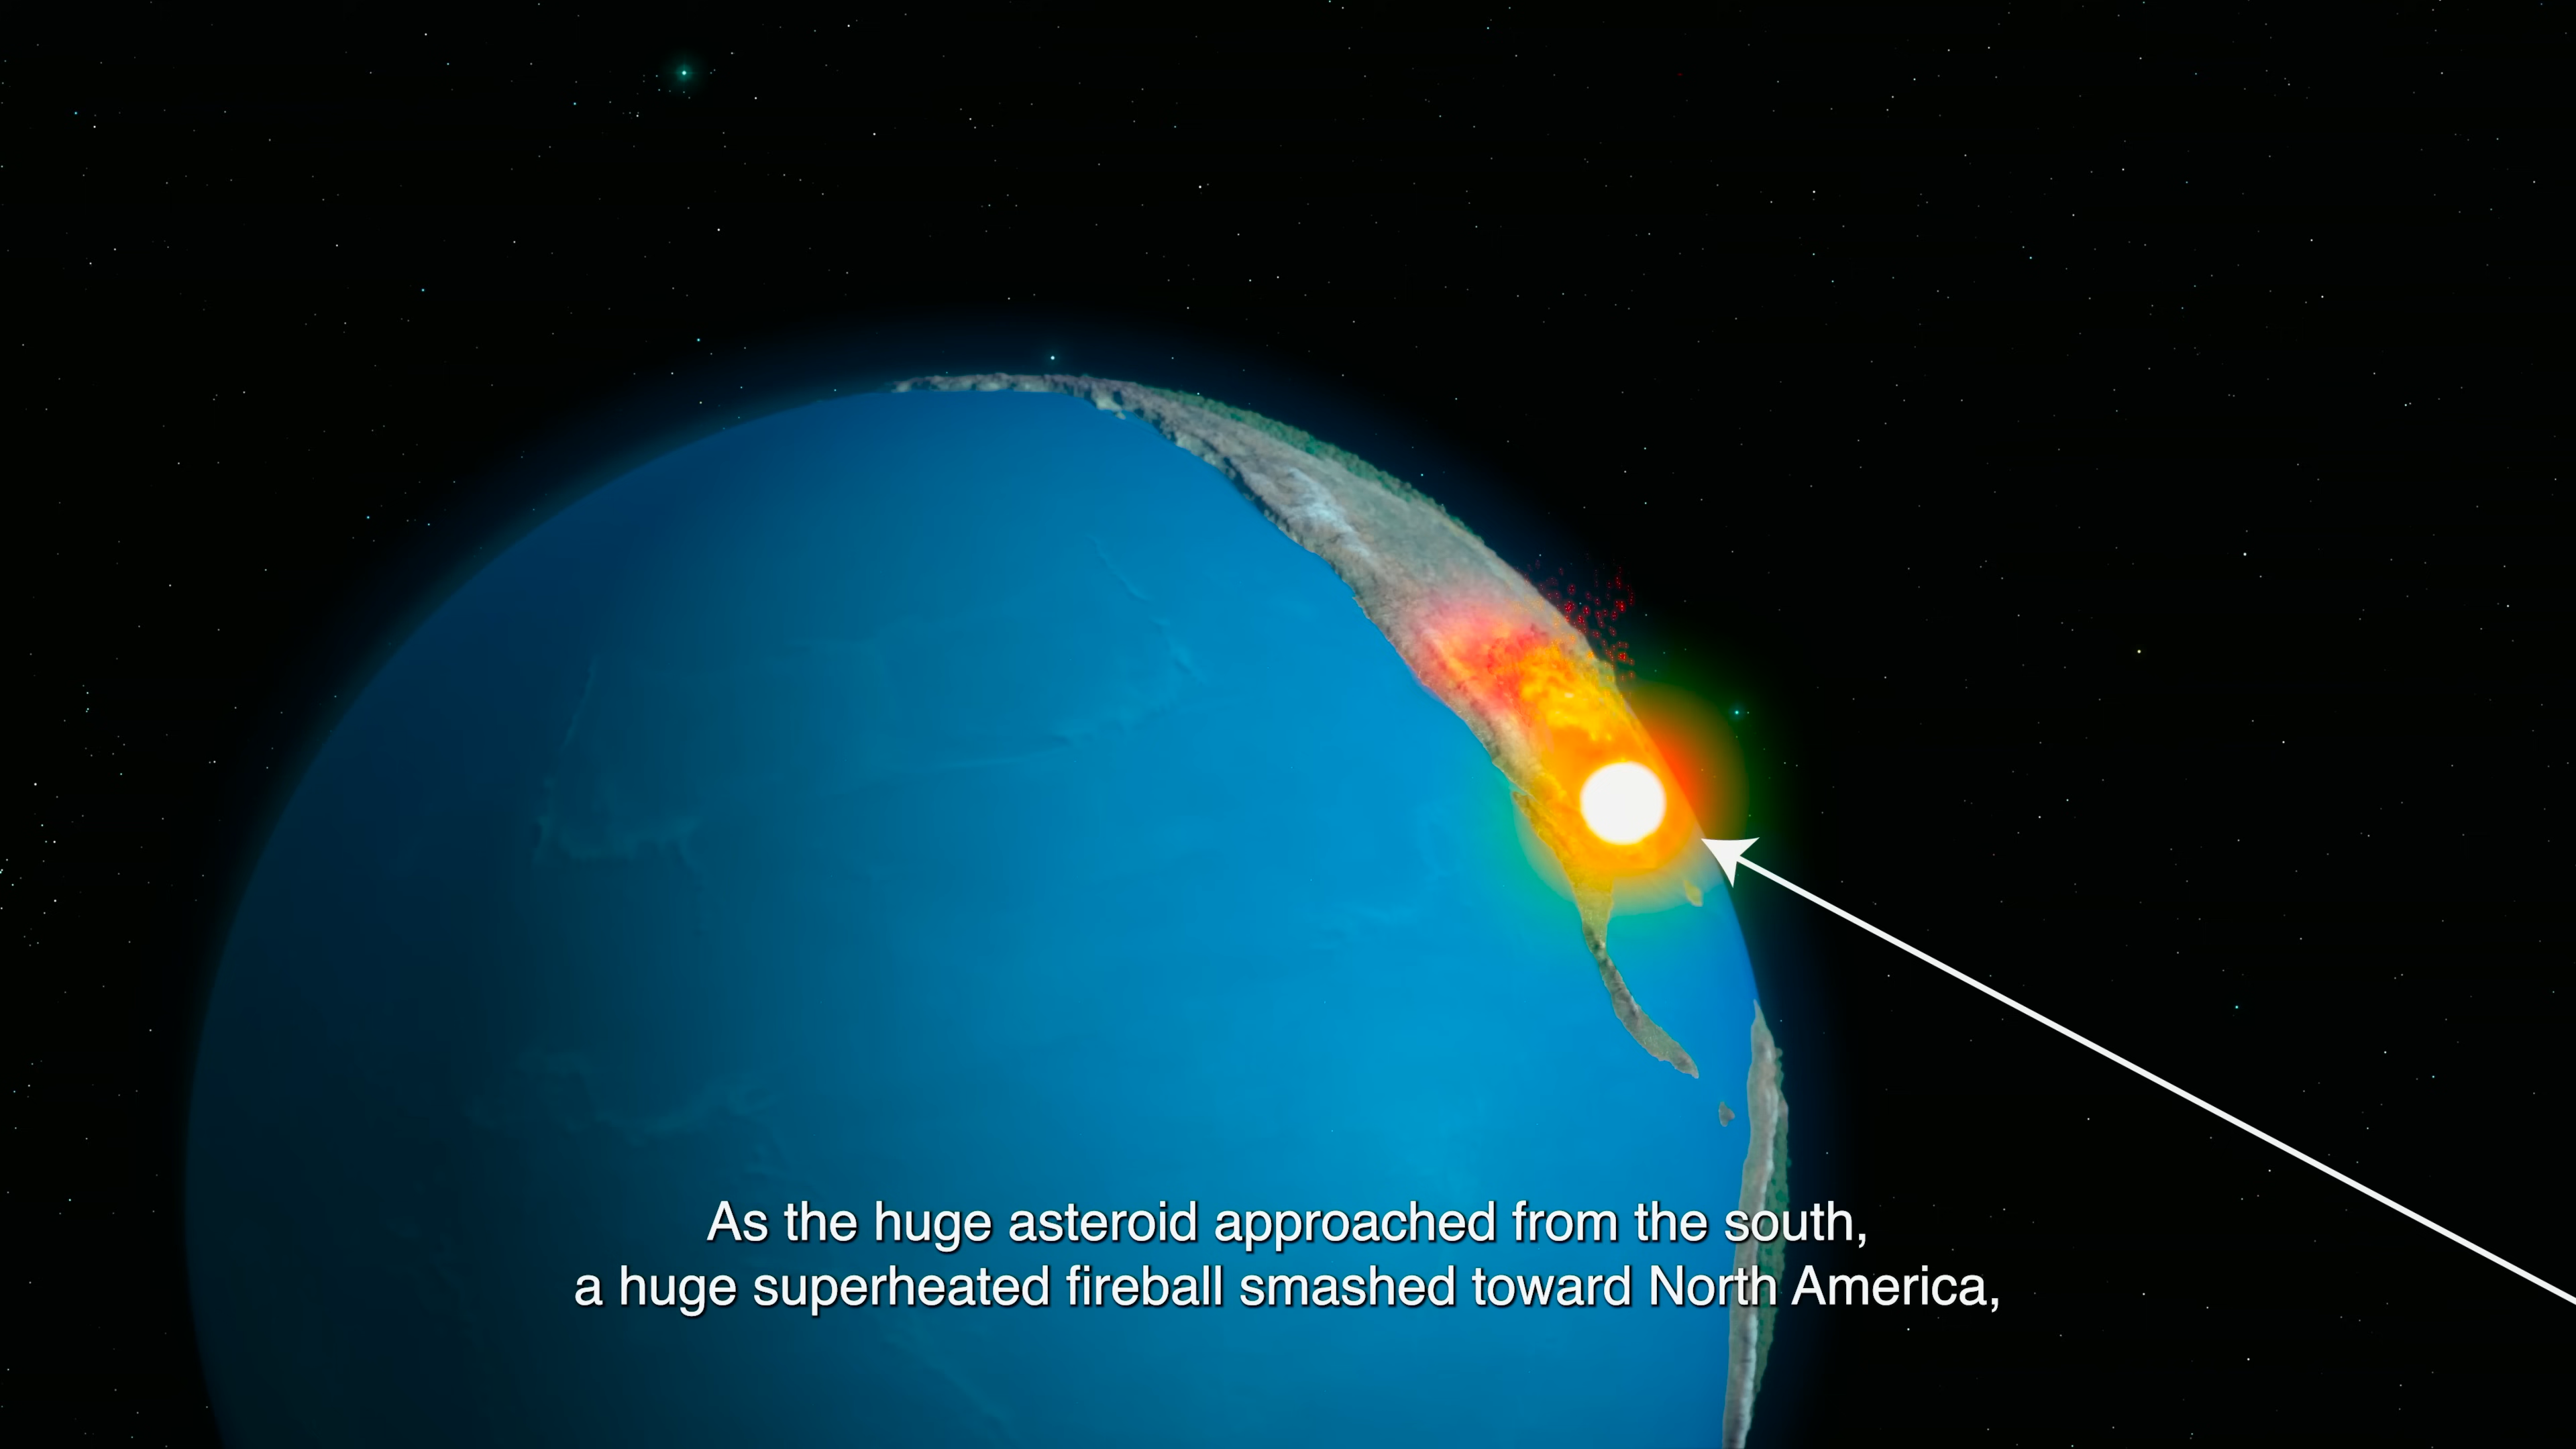 As the huge asteroid approached from the south,
a huge superheated fireball smashed toward North America,